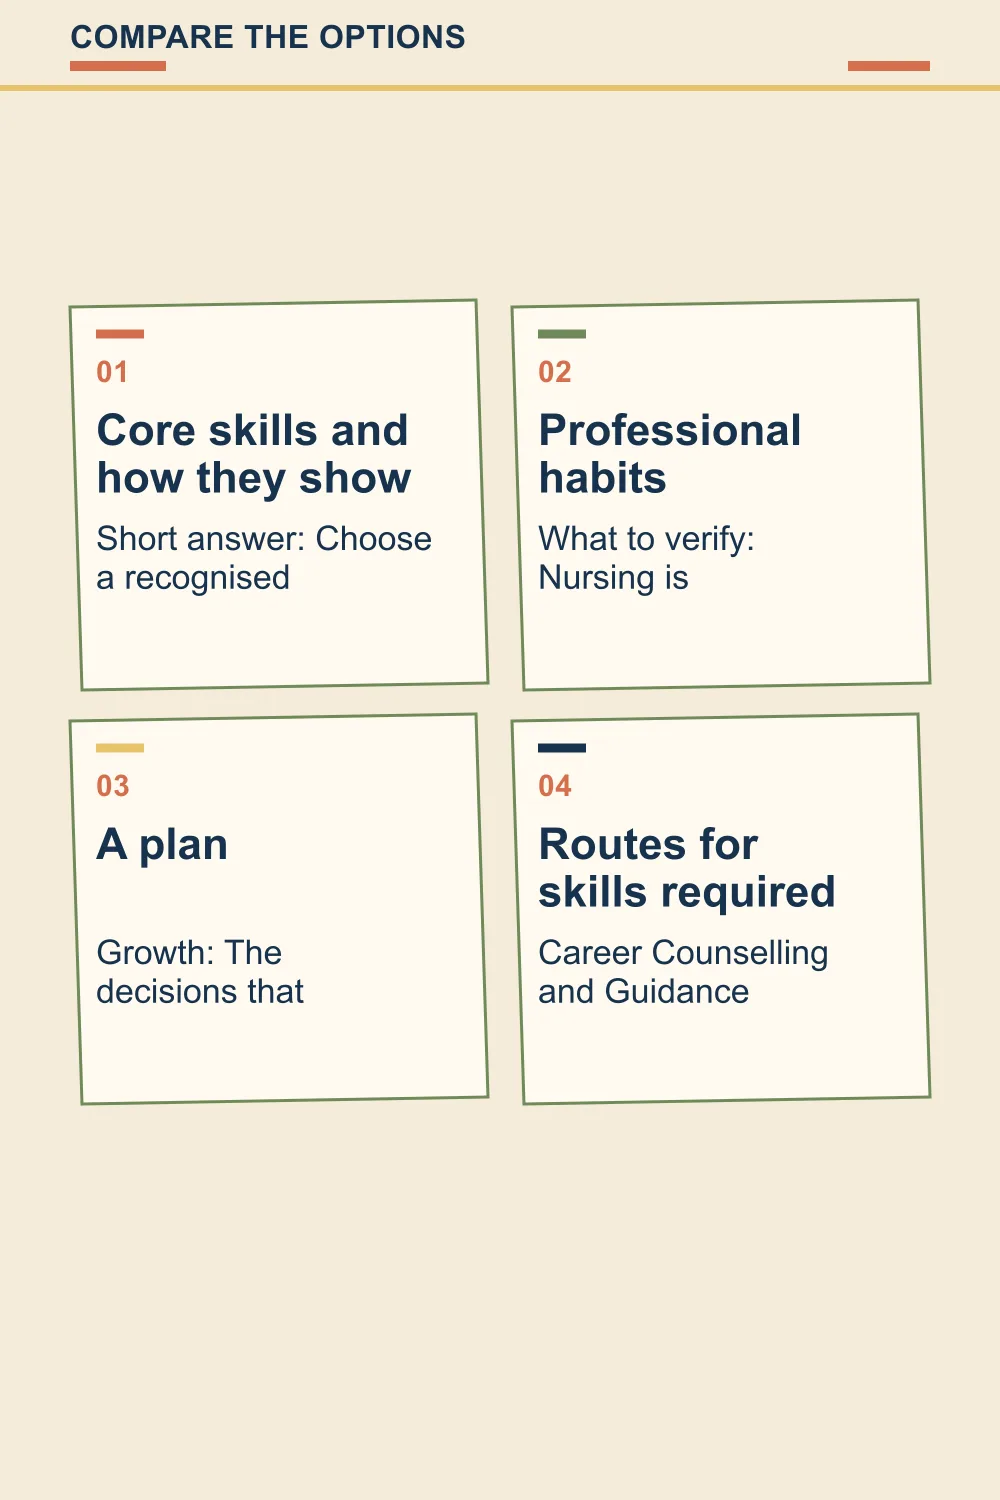 COMPARE THE OPTIONS
01
Core skills and
how they show
Short answer: Choose
a recognised
02
Professional
habits
What to verify:
Nursing is
03
A plan
Growth: The
decisions that
04
Routes for
skills required
Career Counselling
and Guidance